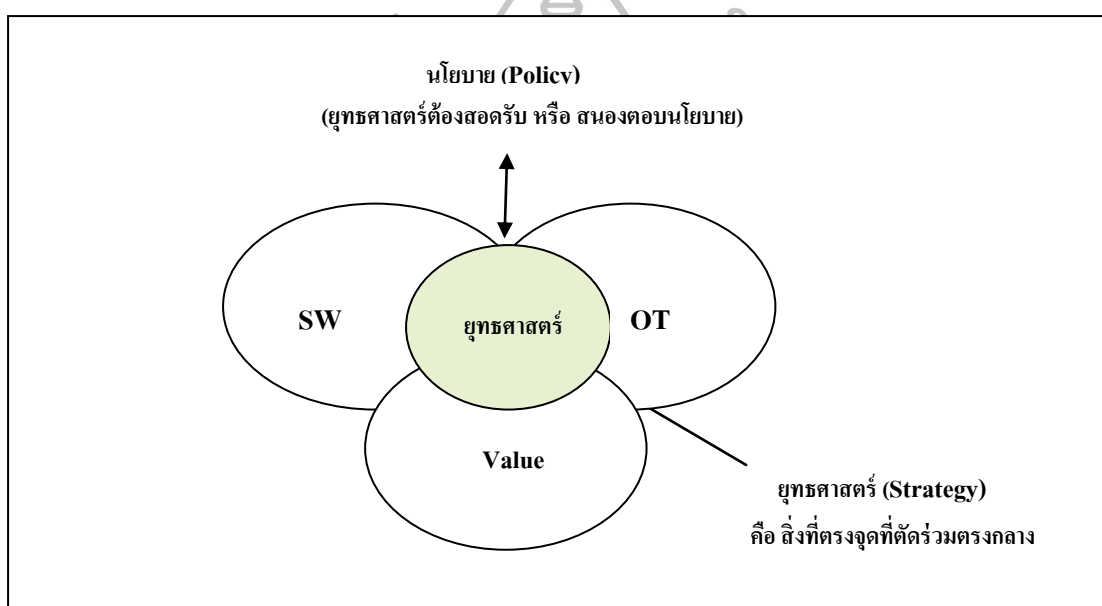 นโยบาย (Policy)
(ยุทธศาสตร์ต้องสอดรับ หรือ สนองตอบนโยบาย)
SW
ยุทธศาสตร์
OT
Value
ยุทธศาสตร์ (Strategy)
คือ สิ่งที่ตรงจุดที่ตัดร่วมตรงกลาง